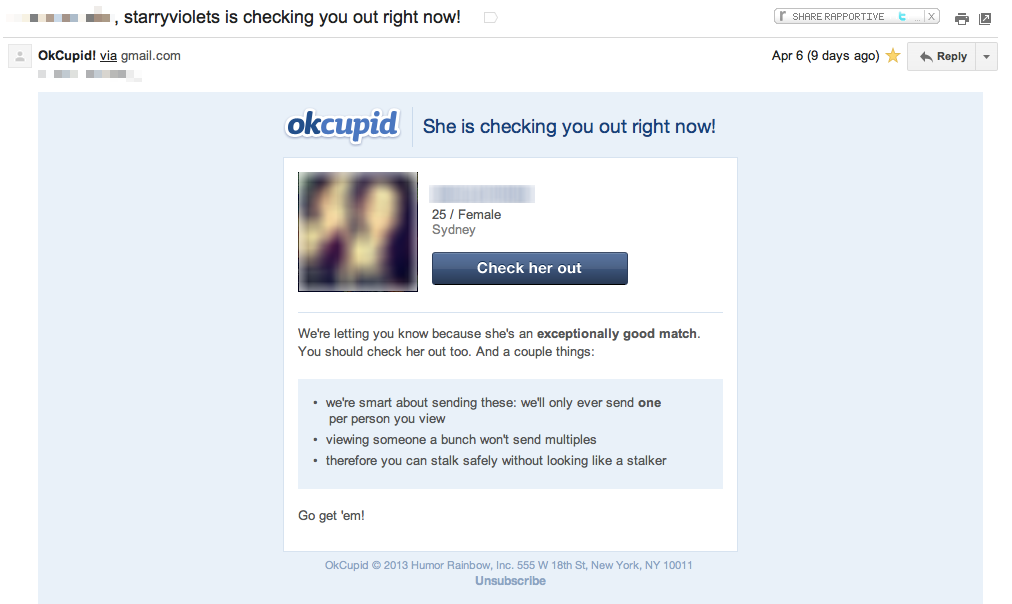 , starryviolets is checking you out right now!
SHARE RAPPORTIVE
OkCupid! via gmail.com
Apr 6 (9 days ago)
Reply
okcupid
She is checking you out right now!
25 / Female
Sydney
Check her out
We're letting you know because she's an exceptionally good match.
You should check her out too. And a couple things:
• we're smart about sending these: we'll only ever send one
per person you view
• viewing someone a bunch won't send multiples
• therefore you can stalk safely without looking like a stalker
Go get 'em!
OkCupid © 2013 Humor Rainbow, Inc. 555 W 18th St, New York, NY 10011
Unsubscribe